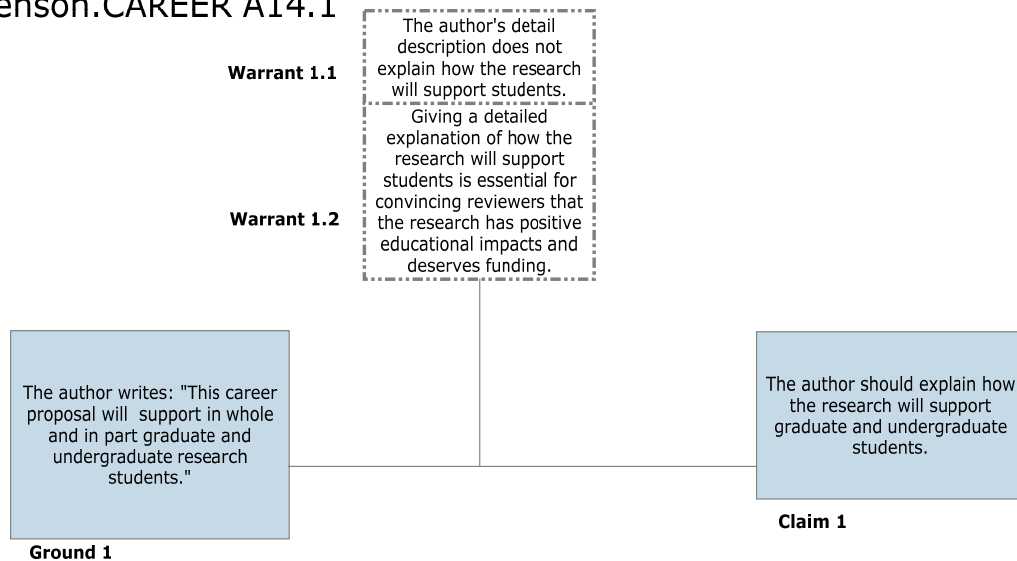 enson.CAREER A14.1
The author's detail
description does not
explain how the research
will support students.
Warrant 1.1
Giving a detailed
explanation of how the
research will support
students is essential for
convincing reviewers that
the research has positive
educational impacts and
deserves funding.
Warrant 1.2
The author writes: "This career
proposal will  support in whole
and in part graduate and
undergraduate research
students."
Ground 1
The author should explain how
the research will support
graduate and undergraduate
students.
Claim 1